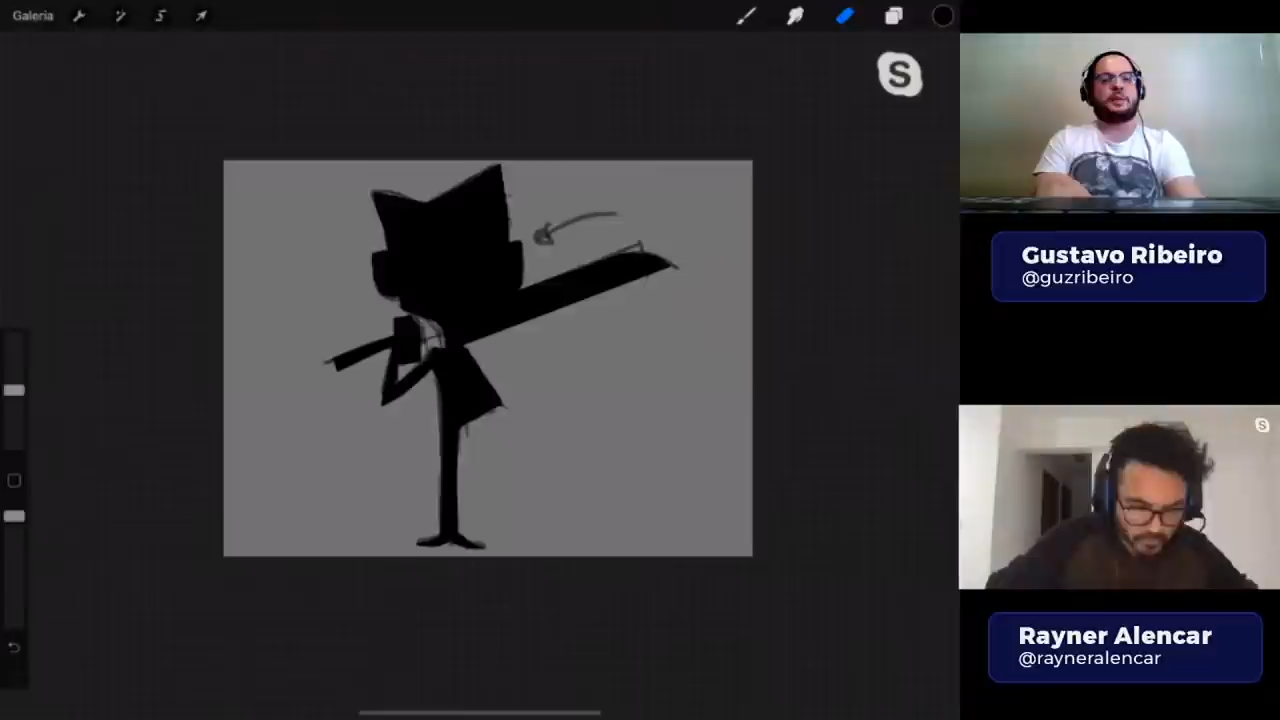 Galeria
S
Gustavo Ribeiro
@guzribeiro
S
Rayner Alencar
@rayneralencar